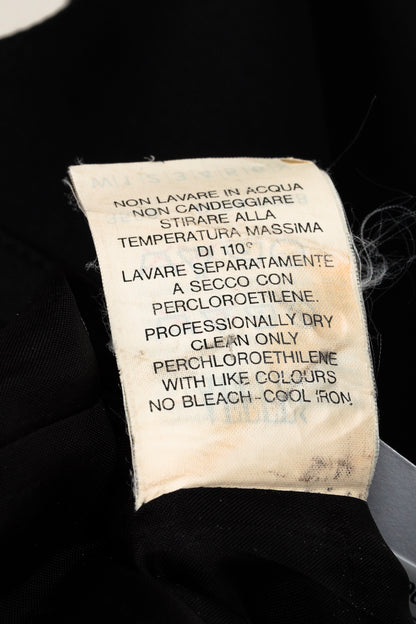 NON LAVARE IN ACQUA
NON CANDEGGIARE
STIRARE ALLA
TEMPERATURA MASSIMA
DI 110°
LAVARE SEPARATAMENTE
A SECCO CON
PERCLOROETILENE.
PROFESSIONALLY DRY
CLEAN ONLY
PERCHLOROETHILENE
WITH LIKE COLOURS
NO BLEACH-COOL IRON